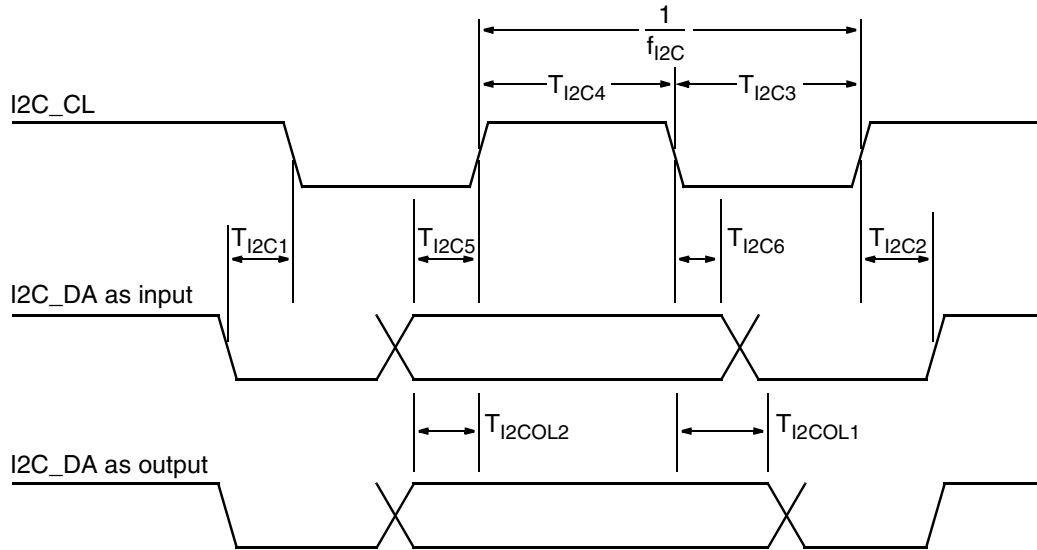 1
fI2C
TI2C4
TI2C3
I2C_CL
TI2C1
TI2C5
TI2C6
TI2C2
I2C_DA as input
TI2COL2
TI2COL1
I2C_DA as output